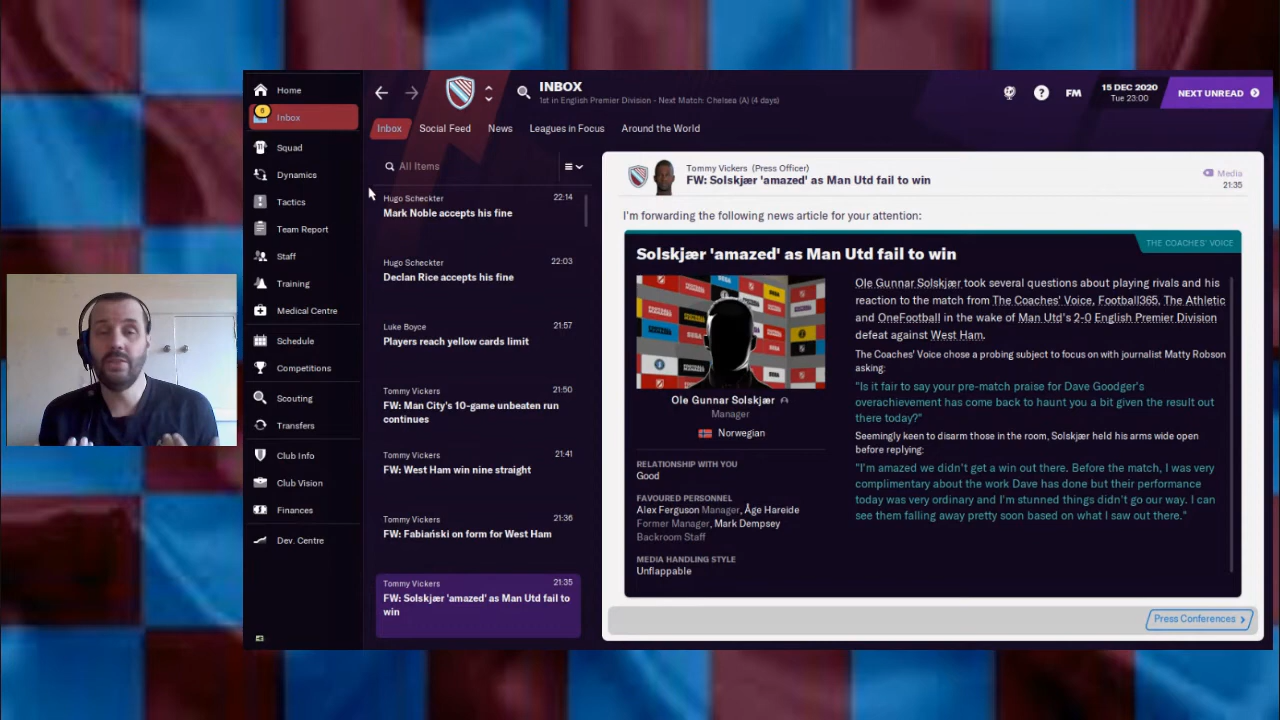 Home
Inbox
6
Squad
Dynamics
Tactics
Team Report
Staff
Training
Medical Centre
Schedule
Competitions
Scouting
Transfers
Club Info
Club Vision
Finances
Dev. Centre
INBOX
1st in English Premier Division - Next Match: Chelsea (A) (4 days)
FM
15 DEC 2020
Tue 23:00
NEXT UNREAD
Inbox
Social Feed
News
Leagues in Focus
Around the World
All Items
Hugo Scheckter 22:14
Mark Noble accepts his fine
Hugo Scheckter 22:03
Declan Rice accepts his fine
Luke Boyce 21:57
Players reach yellow cards limit
Tommy Vickers 21:50
FW: Man City's 10-game unbeaten run
continues
Tommy Vickers 21:41
FW: West Ham win nine straight
Tommy Vickers 21:36
FW: Fabiański on form for West Ham
Tommy Vickers 21:35
FW: Solskjær 'amazed' as Man Utd fail to
win
Tommy Vickers (Press Officer)
FW: Solskjær 'amazed' as Man Utd fail to win
Media
21:35
I'm forwarding the following news article for your attention:
THE COACHES' VOICE
Solskjær 'amazed' as Man Utd fail to win
Ole Gunnar Solskjær
Manager
Norwegian
RELATIONSHIP WITH YOU
Good
FAVOURED PERSONNEL
Alex Ferguson Manager, Åge Hareide
Former Manager, Mark Dempsey
Backroom Staff
MEDIA HANDLING STYLE
Unflappable
Ole Gunnar Solskjær took several questions about playing rivals and his
reaction to the match from The Coaches' Voice, Football365, The Athletic
and OneFootball in the wake of Man Utd's 2-0 English Premier Division
defeat against West Ham.
The Coaches' Voice chose a probing subject to focus on with journalist Matty Robson
asking:
"Is it fair to say your pre-match praise for Dave Goodger's
overachievement has come back to haunt you a bit given the result out
there today?"
Seemingly keen to disarm those in the room, Solskjær held his arms wide open
before replying:
"I'm amazed we didn't get a win out there. Before the match, I was very
complimentary about the work Dave has done but their performance
today was very ordinary and I'm stunned things didn't go our way. I can
see them falling away pretty soon based on what I saw out there."
Press Conferences